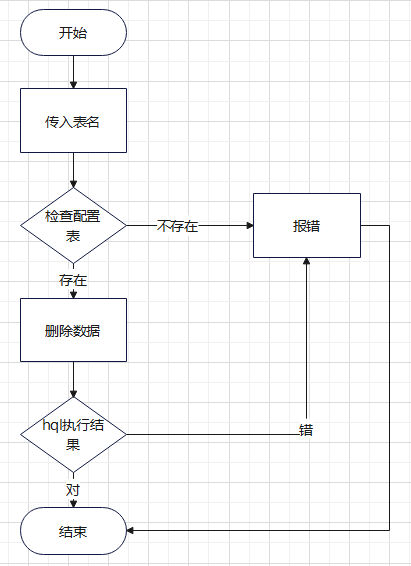 开始
传入表名
检查配置
表
不存在
报错
存在
删除数据
hql执行结
果
错
对
结束